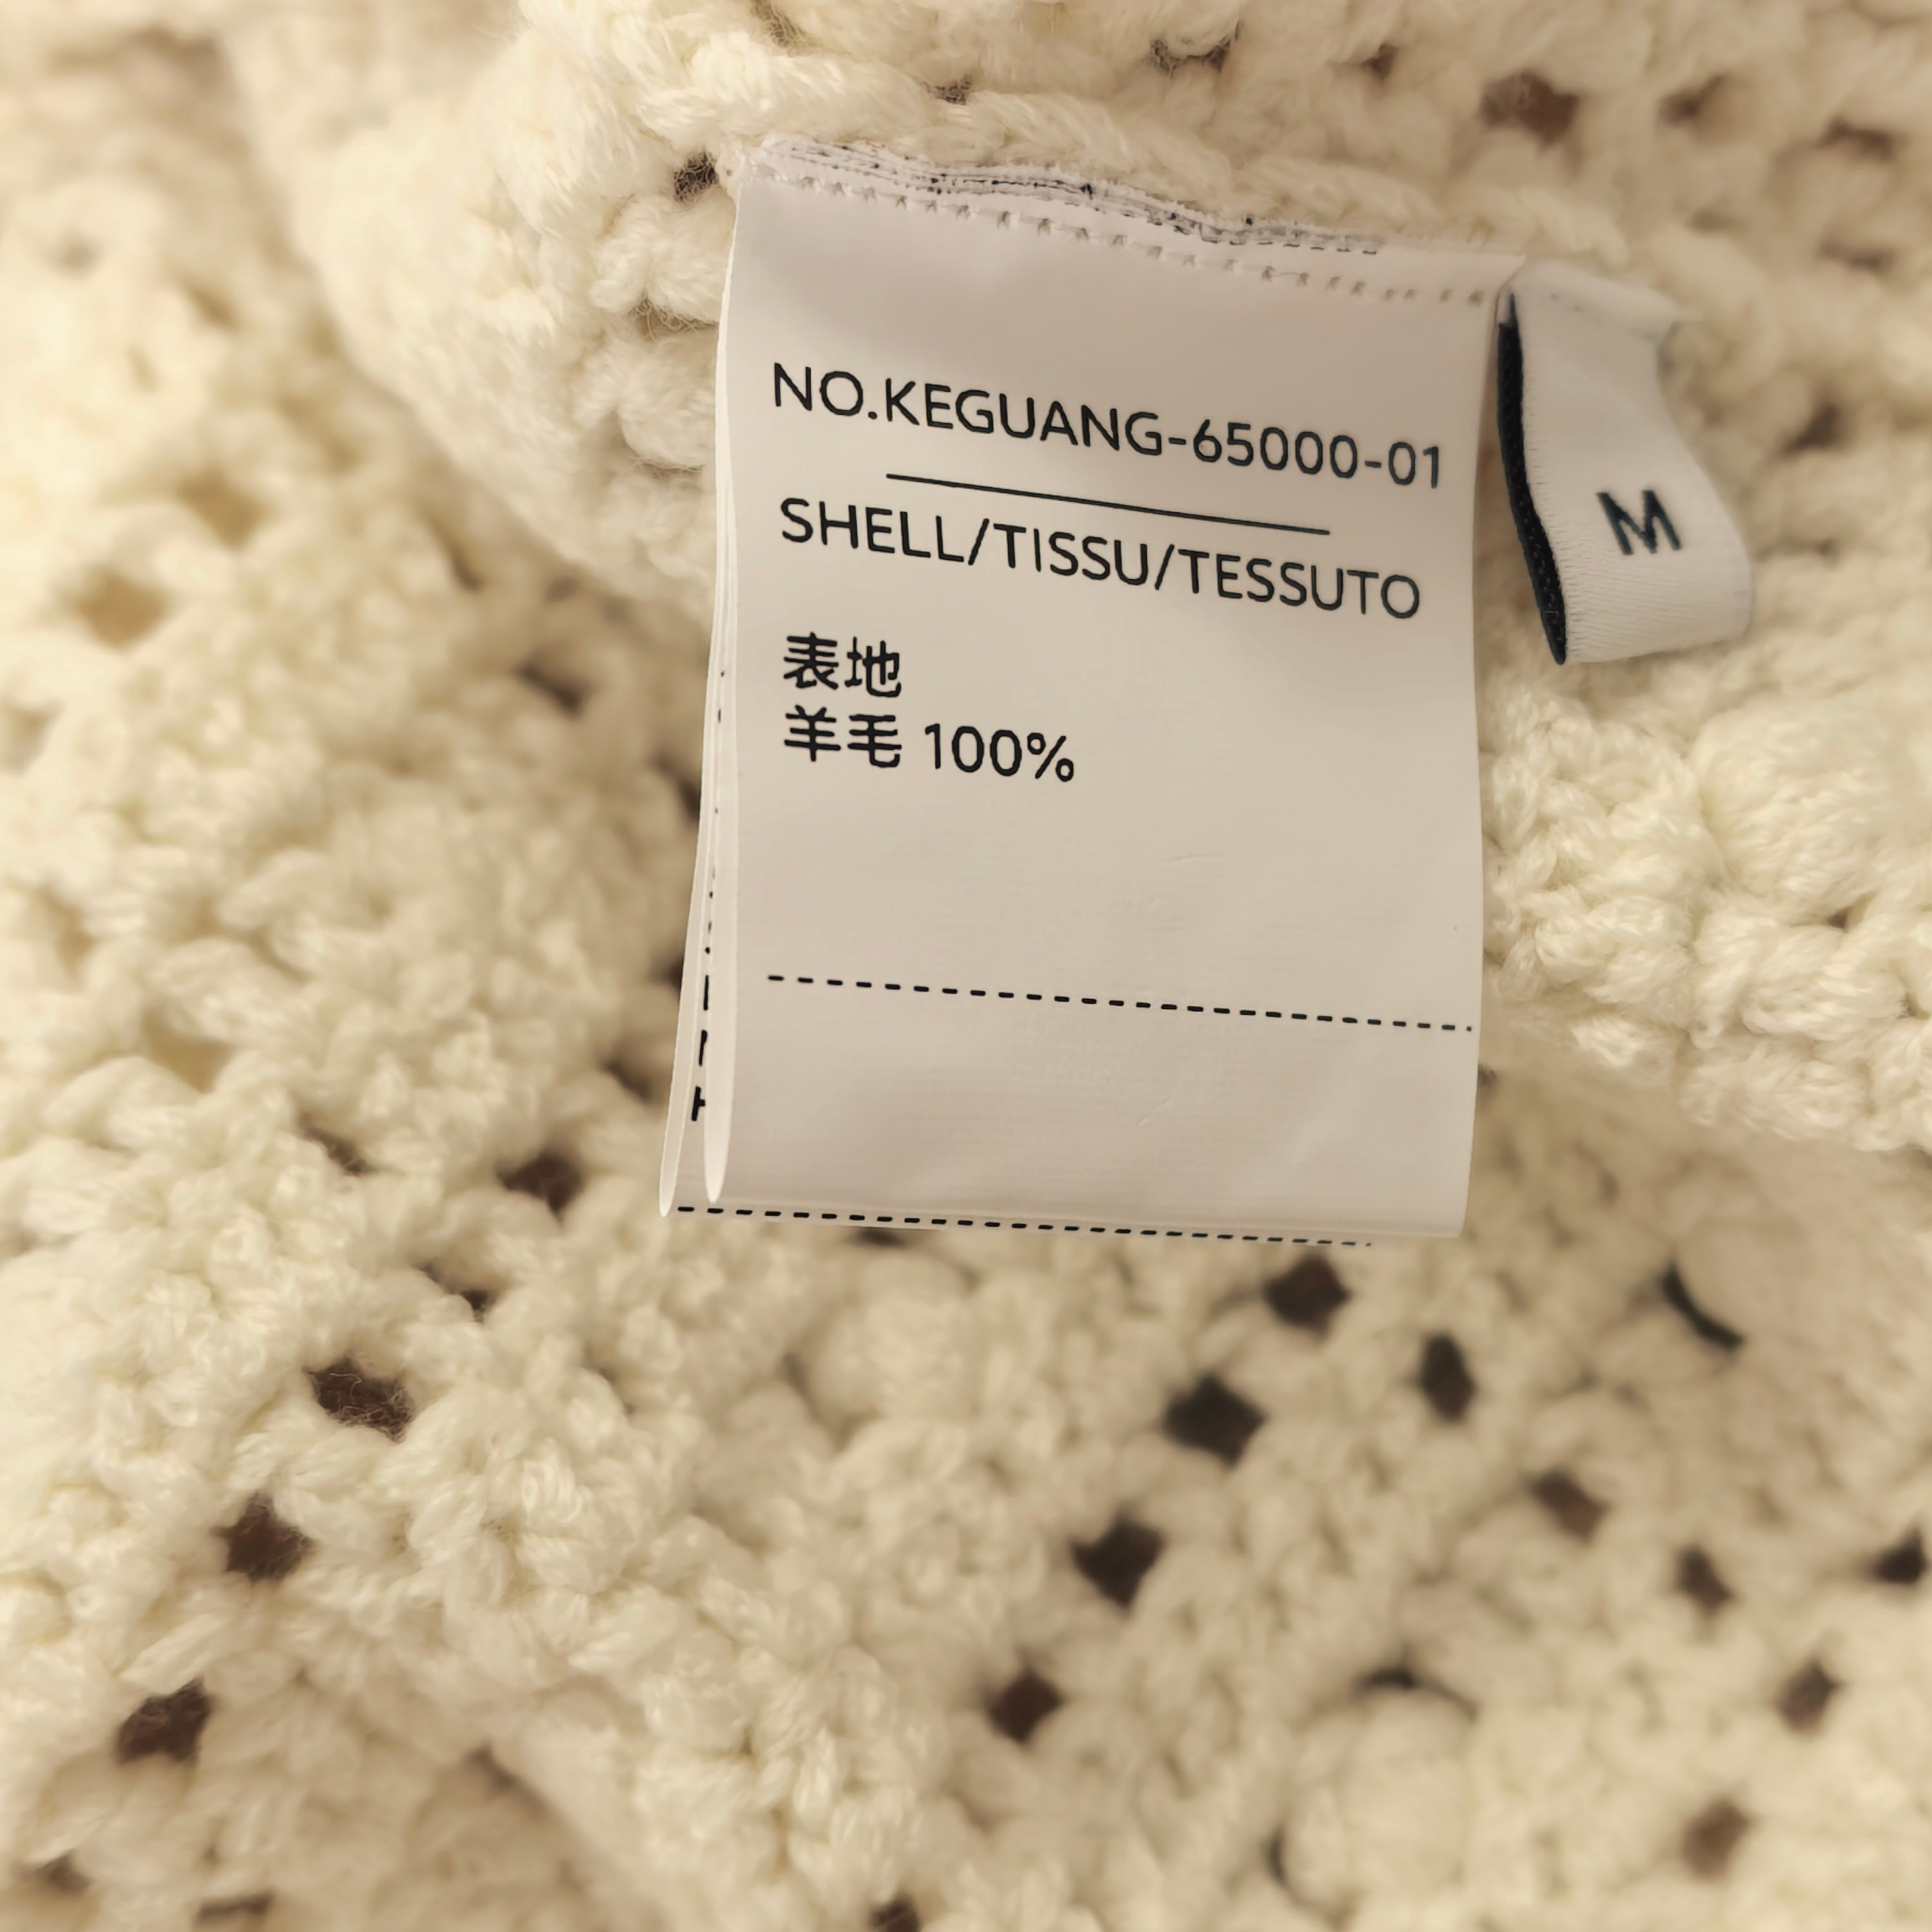 NO.KEGUANG-65000-01
SHELL/TISSU/TESSUTO
表地
羊毛 100%
M